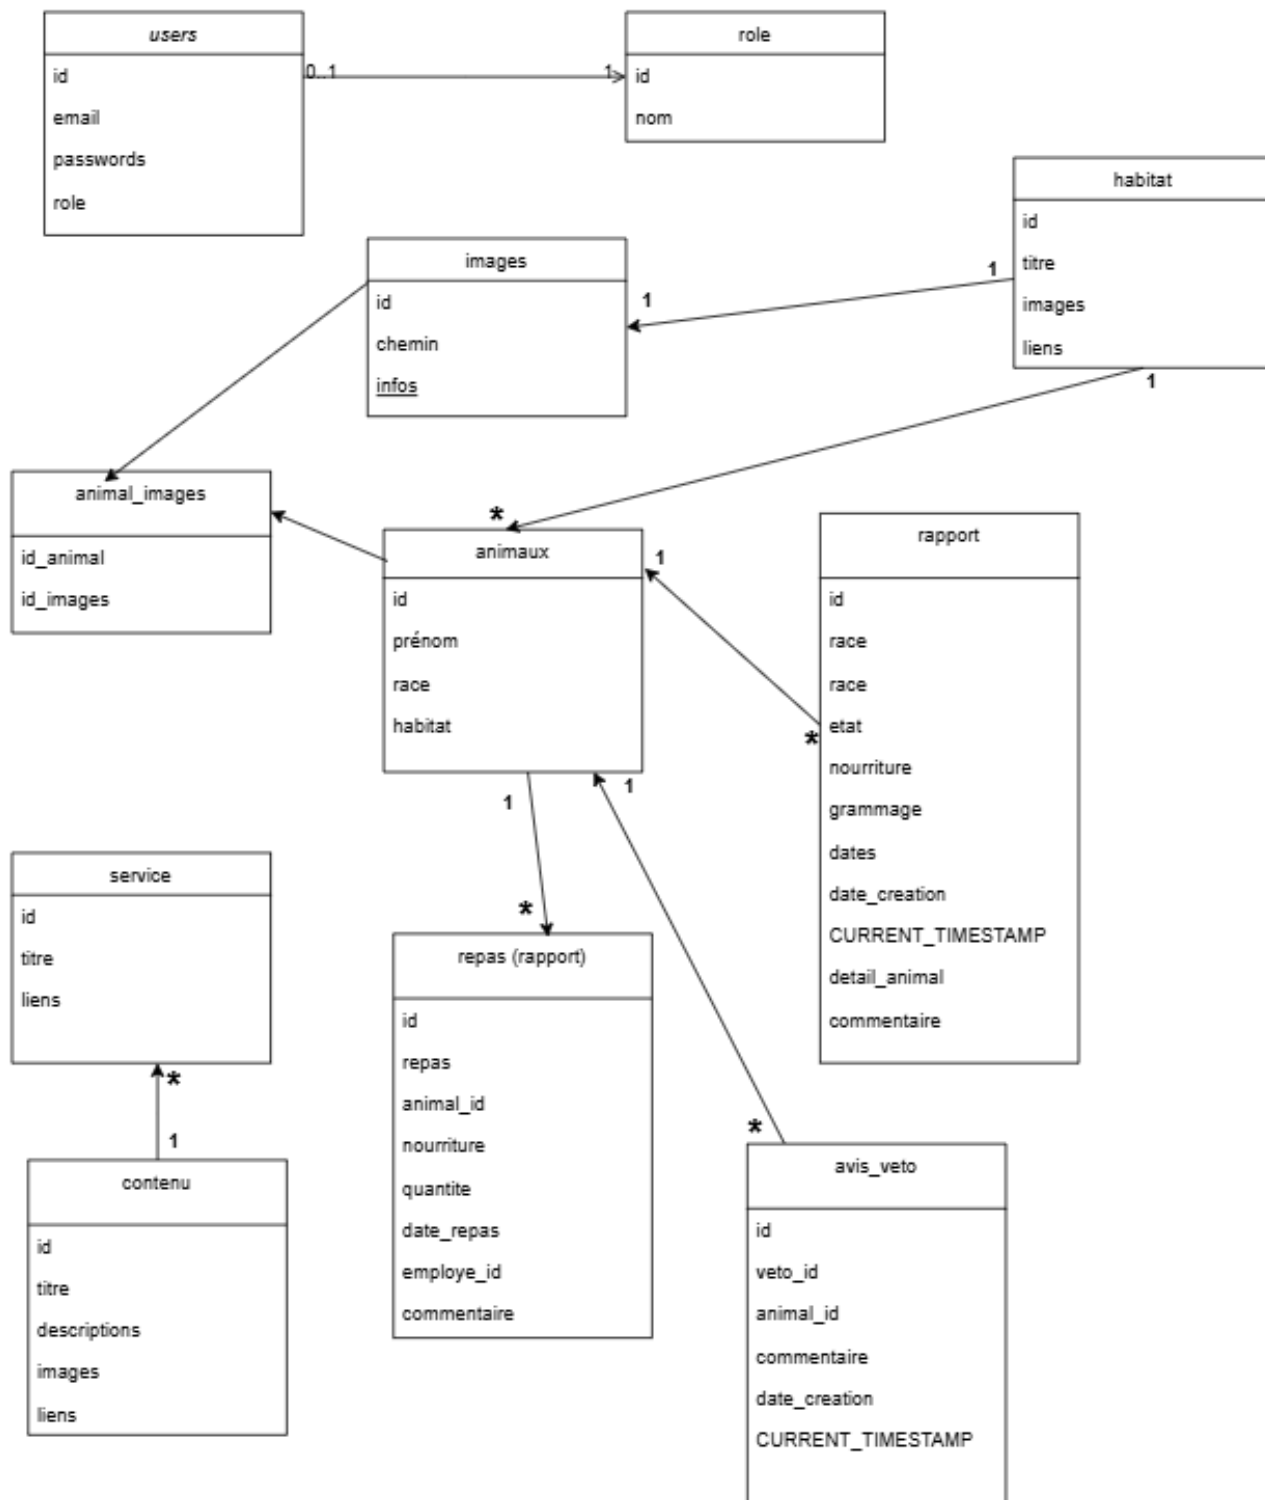 users
id
email
passwords
role
0..1
1
role
id
nom
habitat
id
titre
images
liens
1
1
1
images
id
chemin
infos
animal_images
id_animal
id_images
*
animaux
id
prénom
race
habitat
1
*
1
1
rapport
id
race
race
etat
nourriture
grammage
dates
date_creation
CURRENT_TIMESTAMP
detail_animal
commentaire
service
id
titre
liens
*
1
contenu
id
titre
descriptions
images
liens
*
repas (rapport)
id
repas
animal_id
nourriture
quantite
date_repas
employe_id
commentaire
*
avis_veto
id
veto_id
animal_id
commentaire
date_creation
CURRENT_TIMESTAMP